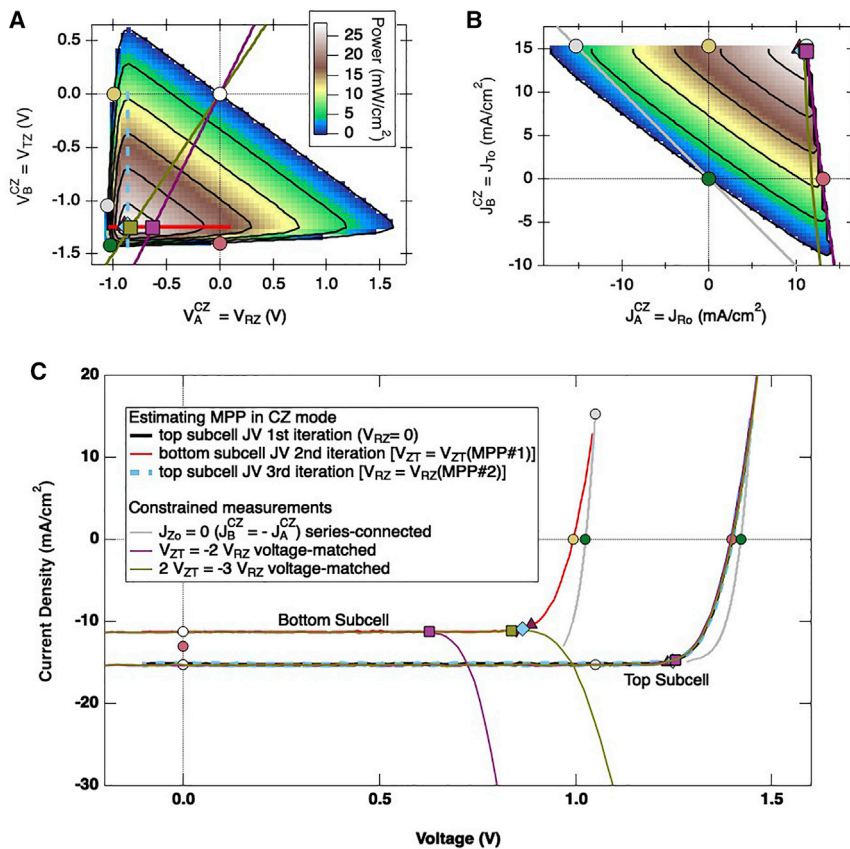 A
0.5
0.0
-0.5
-1.0
-1.5
V_B^CZ = V_TZ (V)
-1.0 -0.5 0.0 0.5 1.0 1.5
V_A^CZ = V_RZ (V)
25
20
15
10
5
0
Power (mW/cm²)
B
15
10
5
0
-5
-10
J_B^CZ = J_To (mA/cm²)
-10 0 10
J_A^CZ = J_Ro (mA/cm²)
C
20
10
0
-10
-20
-30
Current Density (mA/cm²)
Estimating MPP in CZ mode
top subcell JV 1st iteration (V_RZ= 0)
bottom subcell JV 2nd iteration [V_ZT = V_ZT(MPP#1)]
top subcell JV 3rd iteration [V_RZ = V_RZ(MPP#2)]
Constrained measurements
J_Zo = 0 (J_B^CZ = - J_A^CZ) series-connected
V_ZT = -2 V_RZ voltage-matched
2 V_ZT = -3 V_RZ voltage-matched
Bottom Subcell
Top Subcell
0.0 0.5 1.0 1.5
Voltage (V)